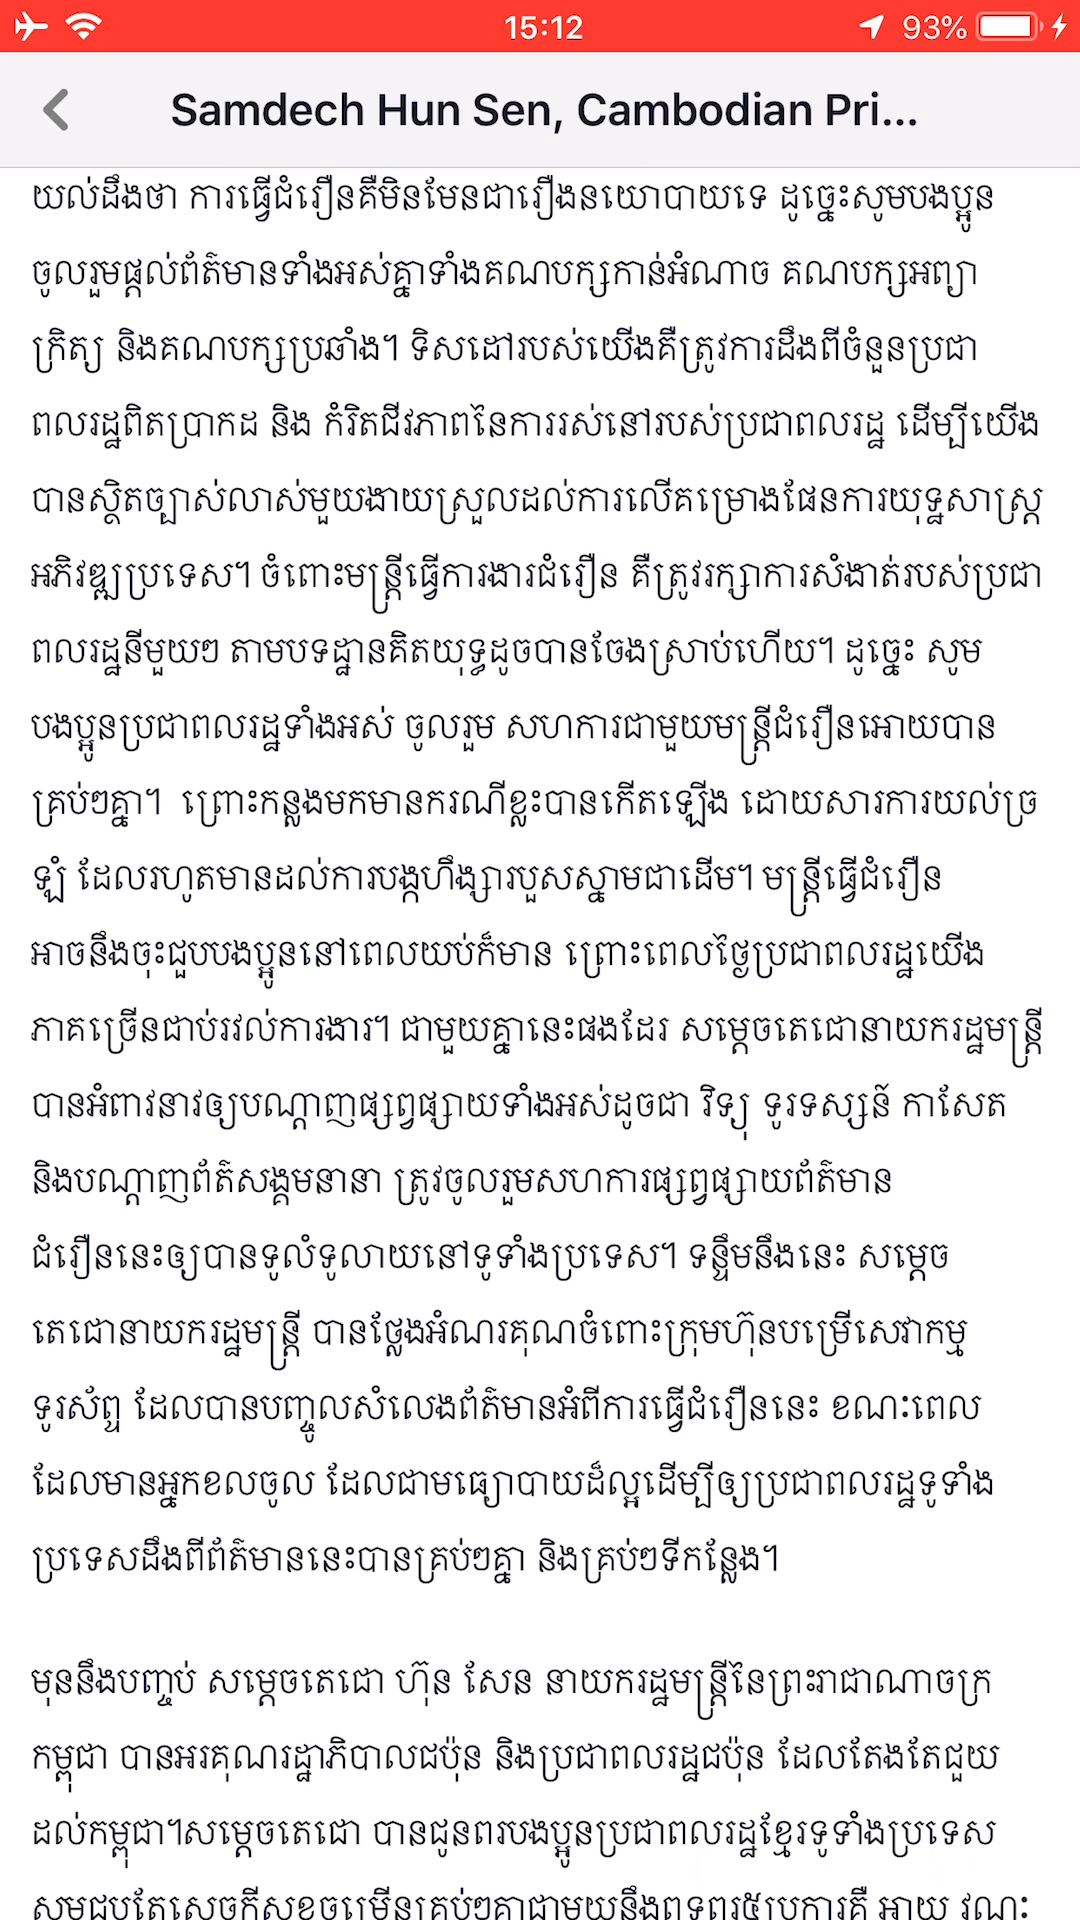 15:12
93%
Samdech Hun Sen, Cambodian Pri...
យល់ដឹងថា ការធ្វើជំរឿនគឺមិនមែនជារឿងនយោបាយទេ ដូច្នេះសូមបងប្អូន
ចូលរួមផ្តល់ព័ត៌មានទាំងអស់គ្នាទាំងគណបក្សកាន់អំណាច គណបក្សអព្យា
ក្រិត្យ និងគណបក្សប្រឆាំង។ ទិសដៅរបស់យើងគឺត្រូវការដឹងពីចំនួនប្រជា
ពលរដ្ឋពិតប្រាកដ និង កំរិតជីវភាពនៃការរស់នៅរបស់ប្រជាពលរដ្ឋ ដើម្បីយើង
បានស្ថិតច្បាស់លាស់មួយងាយស្រួលដល់ការលើគម្រោងផែនការយុទ្ឋសាស្រ្ត
អភិវឌ្ឍប្រទេស។ ចំពោះមន្រ្តីធ្វើការងារជំរឿន គឺត្រូវរក្សាការសំងាត់របស់ប្រជា
ពលរដ្ឋនីមួយៗ តាមបទដ្ឋានគិតយុទ្ធដូចបានចែងស្រាប់ហើយ។ ដូច្នេះ សូម
បងប្អូនប្រជាពលរដ្ឋទាំងអស់ ចូលរួម សហការជាមួយមន្រ្តីជំរឿនអោយបាន
គ្រប់ៗគ្នា។ ព្រោះកន្លងមកមានករណីខ្លះបានកើតឡើង ដោយសារការយល់ច្រ
ឡំ ដែលរហូតមានដល់ការបង្កហឹង្សារបួសស្នាមជាដើម។ មន្រ្តីធ្វើជំរឿន
អាចនឹងចុះជួបបងប្អូននៅពេលយប់ក៏មាន ព្រោះពេលថ្ងៃប្រជាពលរដ្ឋយើង
ភាគច្រើនជាប់រវល់ការងារ។ ជាមួយគ្នានេះផងដែរ សម្តេចតេជោនាយករដ្ឋមន្រ្តី
បានអំពាវនាវឲ្យបណ្តាញផ្សព្វផ្សាយទាំងអស់ដូចជា វិទ្យុ ទូរទស្សន៍ កាសែត
និងបណ្តាញព័ត៌សង្គមនានា ត្រូវចូលរួមសហការផ្សព្វផ្សាយព័ត៌មាន
ជំរឿននេះឲ្យបានទូលំទូលាយនៅទូទាំងប្រទេស។ ទន្ទឹមនឹងនេះ សម្តេច
តេជោនាយករដ្ឋមន្រ្តី បានថ្លែងអំណរគុណចំពោះក្រុមហ៊ុនបម្រើសេវាកម្ម
ទូរស័ព្ទ ដែលបានបញ្ចូលសំលេងព័ត៌មានអំពីការធ្វើជំរឿននេះ ខណៈពេល
ដែលមានអ្នកខលចូល ដែលជាមធ្យោបាយដ៏ល្អដើម្បីឲ្យប្រជាពលរដ្ឋទូទាំង
ប្រទេសដឹងពីព័ត៌មាននេះបានគ្រប់ៗគ្នា និងគ្រប់ៗទីកន្លែង។
មុននឹងបញ្ចប់ សម្តេចតេជោ ហ៊ុន សែន នាយករដ្ឋមន្រ្តីនៃព្រះរាជាណាចក្រ
កម្ពុជា បានអរគុណរដ្ឋាភិបាលជប៉ុន និងប្រជាពលរដ្ឋជប៉ុន ដែលតែងតែជួយ
ដល់កម្ពុជា។សម្តេចតេជោ បានជូនពរបងប្អូនប្រជាពលរដ្ឋខ្មែរទូទាំងប្រទេស
សូមជួបតែសេចក្តីសុខចម្រើនគ្រប់ៗគ្នាជាមួយនឹងពុទ្ធពរ៥ប្រការគឺ អាយុ វណ្ណៈ